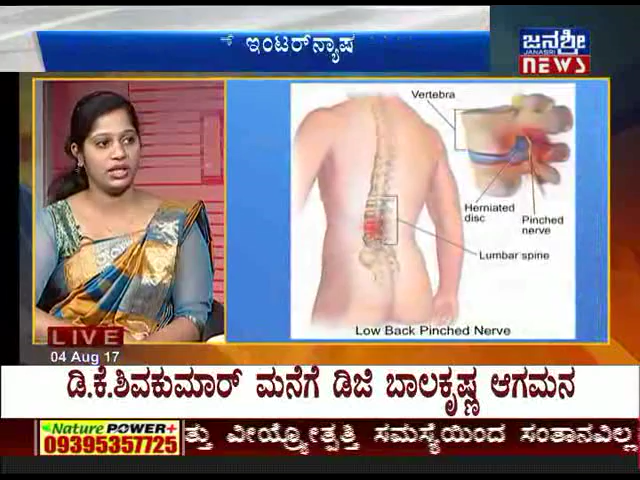 ಇಂಟರ್‌ನ್ಯಾಷ
ಜನಶ್ರೀ
JANASRI
NEWS
Vertebra
Herniated disc
Pinched nerve
Lumbar spine
Low Back Pinched Nerve
LIVE
04 Aug 17
ಡಿ.ಕೆ.ಶಿವಕುಮಾರ್ ಮನೆಗೆ ಡಿಜಿ ಬಾಲಕೃಷ್ಣ ಆಗಮನ
Nature POWER+
09395357725
ತ್ತು ವೀರ್ಯೋತ್ಪತ್ತಿ ಸಮಸ್ಯೆಯಿಂದ ಸಂತಾನವಿಲ್ಲ